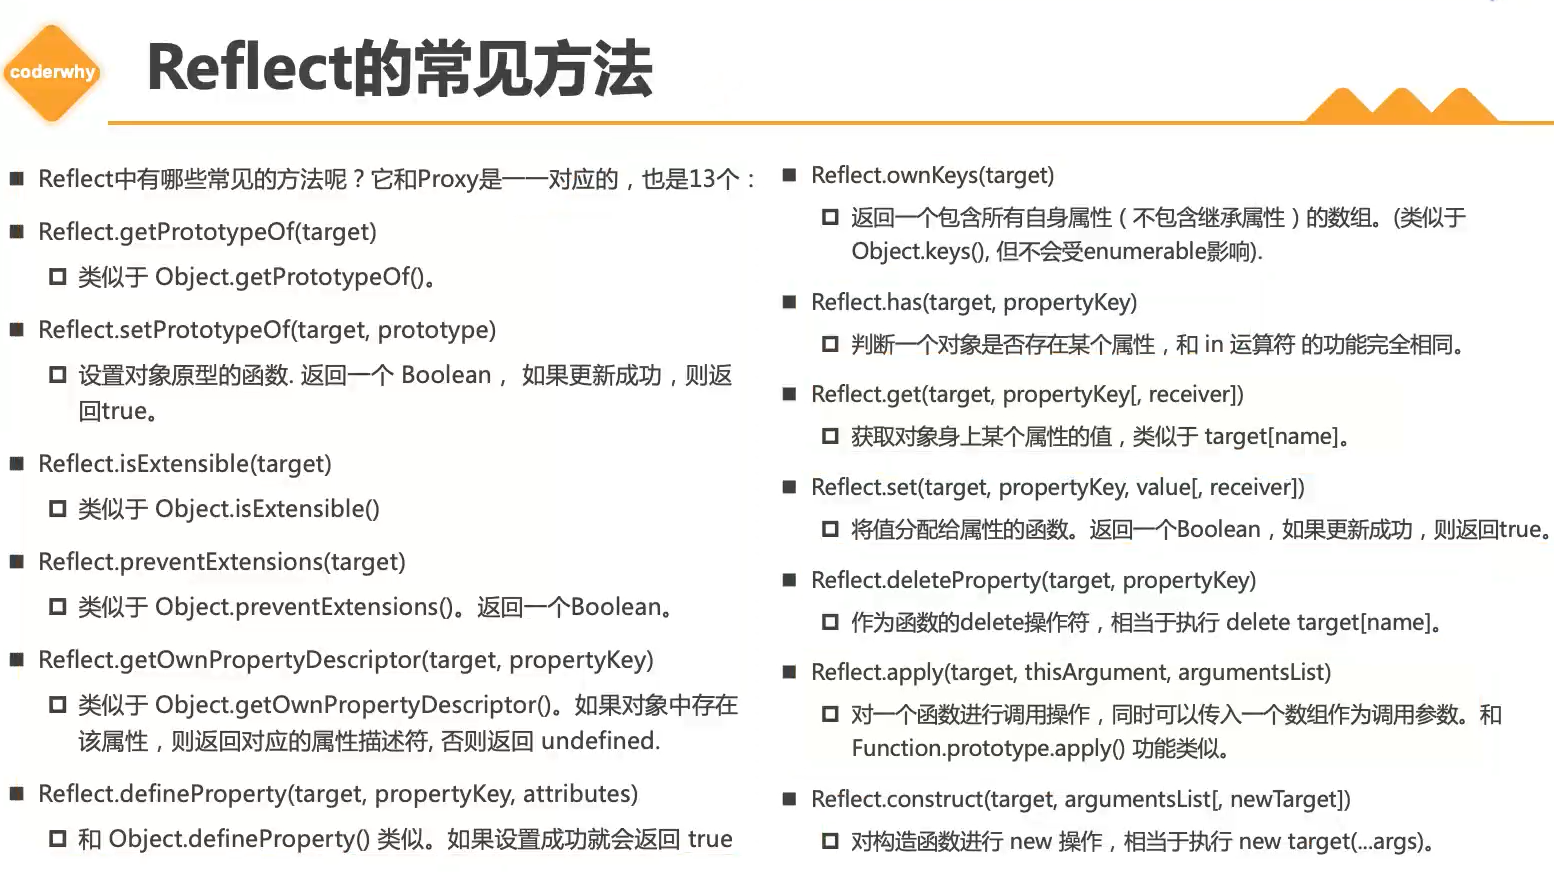 coderwhy
Reflect的常见方法
Reflect中有哪些常见的方法呢？它和Proxy是一一对应的，也是13个：
Reflect.getPrototypeOf(target)
类似于 Object.getPrototypeOf()。
Reflect.setPrototypeOf(target, prototype)
设置对象原型的函数. 返回一个 Boolean， 如果更新成功，则返
回true。
Reflect.isExtensible(target)
类似于 Object.isExtensible()
Reflect.preventExtensions(target)
类似于 Object.preventExtensions()。返回一个Boolean。
Reflect.getOwnPropertyDescriptor(target, propertyKey)
类似于 Object.getOwnPropertyDescriptor()。如果对象中存在
该属性，则返回对应的属性描述符, 否则返回 undefined.
Reflect.defineProperty(target, propertyKey, attributes)
和 Object.defineProperty() 类似。如果设置成功就会返回 true
Reflect.ownKeys(target)
返回一个包含所有自身属性（不包含继承属性）的数组。(类似于
Object.keys(), 但不会受enumerable影响).
Reflect.has(target, propertyKey)
判断一个对象是否存在某个属性，和 in 运算符 的功能完全相同。
Reflect.get(target, propertyKey[, receiver])
获取对象身上某个属性的值，类似于 target[name]。
Reflect.set(target, propertyKey, value[, receiver])
将值分配给属性的函数。返回一个Boolean，如果更新成功，则返回true。
Reflect.deleteProperty(target, propertyKey)
作为函数的delete操作符，相当于执行 delete target[name]。
Reflect.apply(target, thisArgument, argumentsList)
对一个函数进行调用操作，同时可以传入一个数组作为调用参数。和
Function.prototype.apply() 功能类似。
Reflect.construct(target, argumentsList[, newTarget])
对构造函数进行 new 操作，相当于执行 new target(...args)。